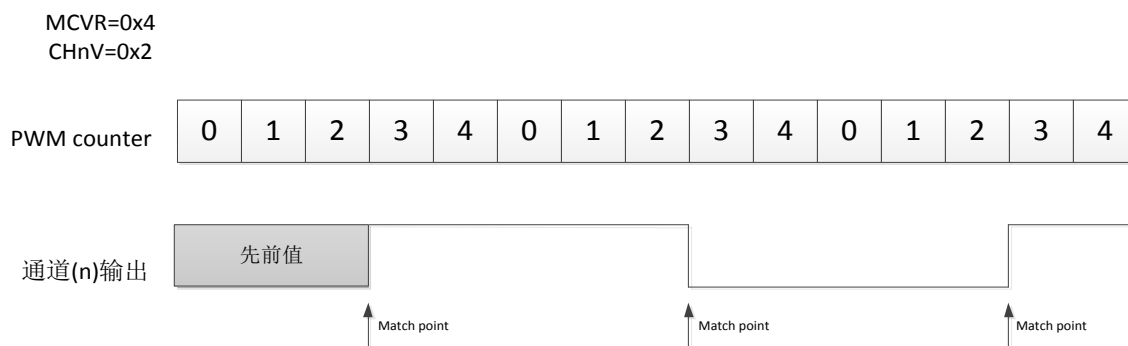 MCVR=0x4
CHnV=0x2
PWM counter 0 1 2 3 4 0 1 2 3 4 0 1 2 3 4
通道(n)输出 先前值
Match point Match point Match point